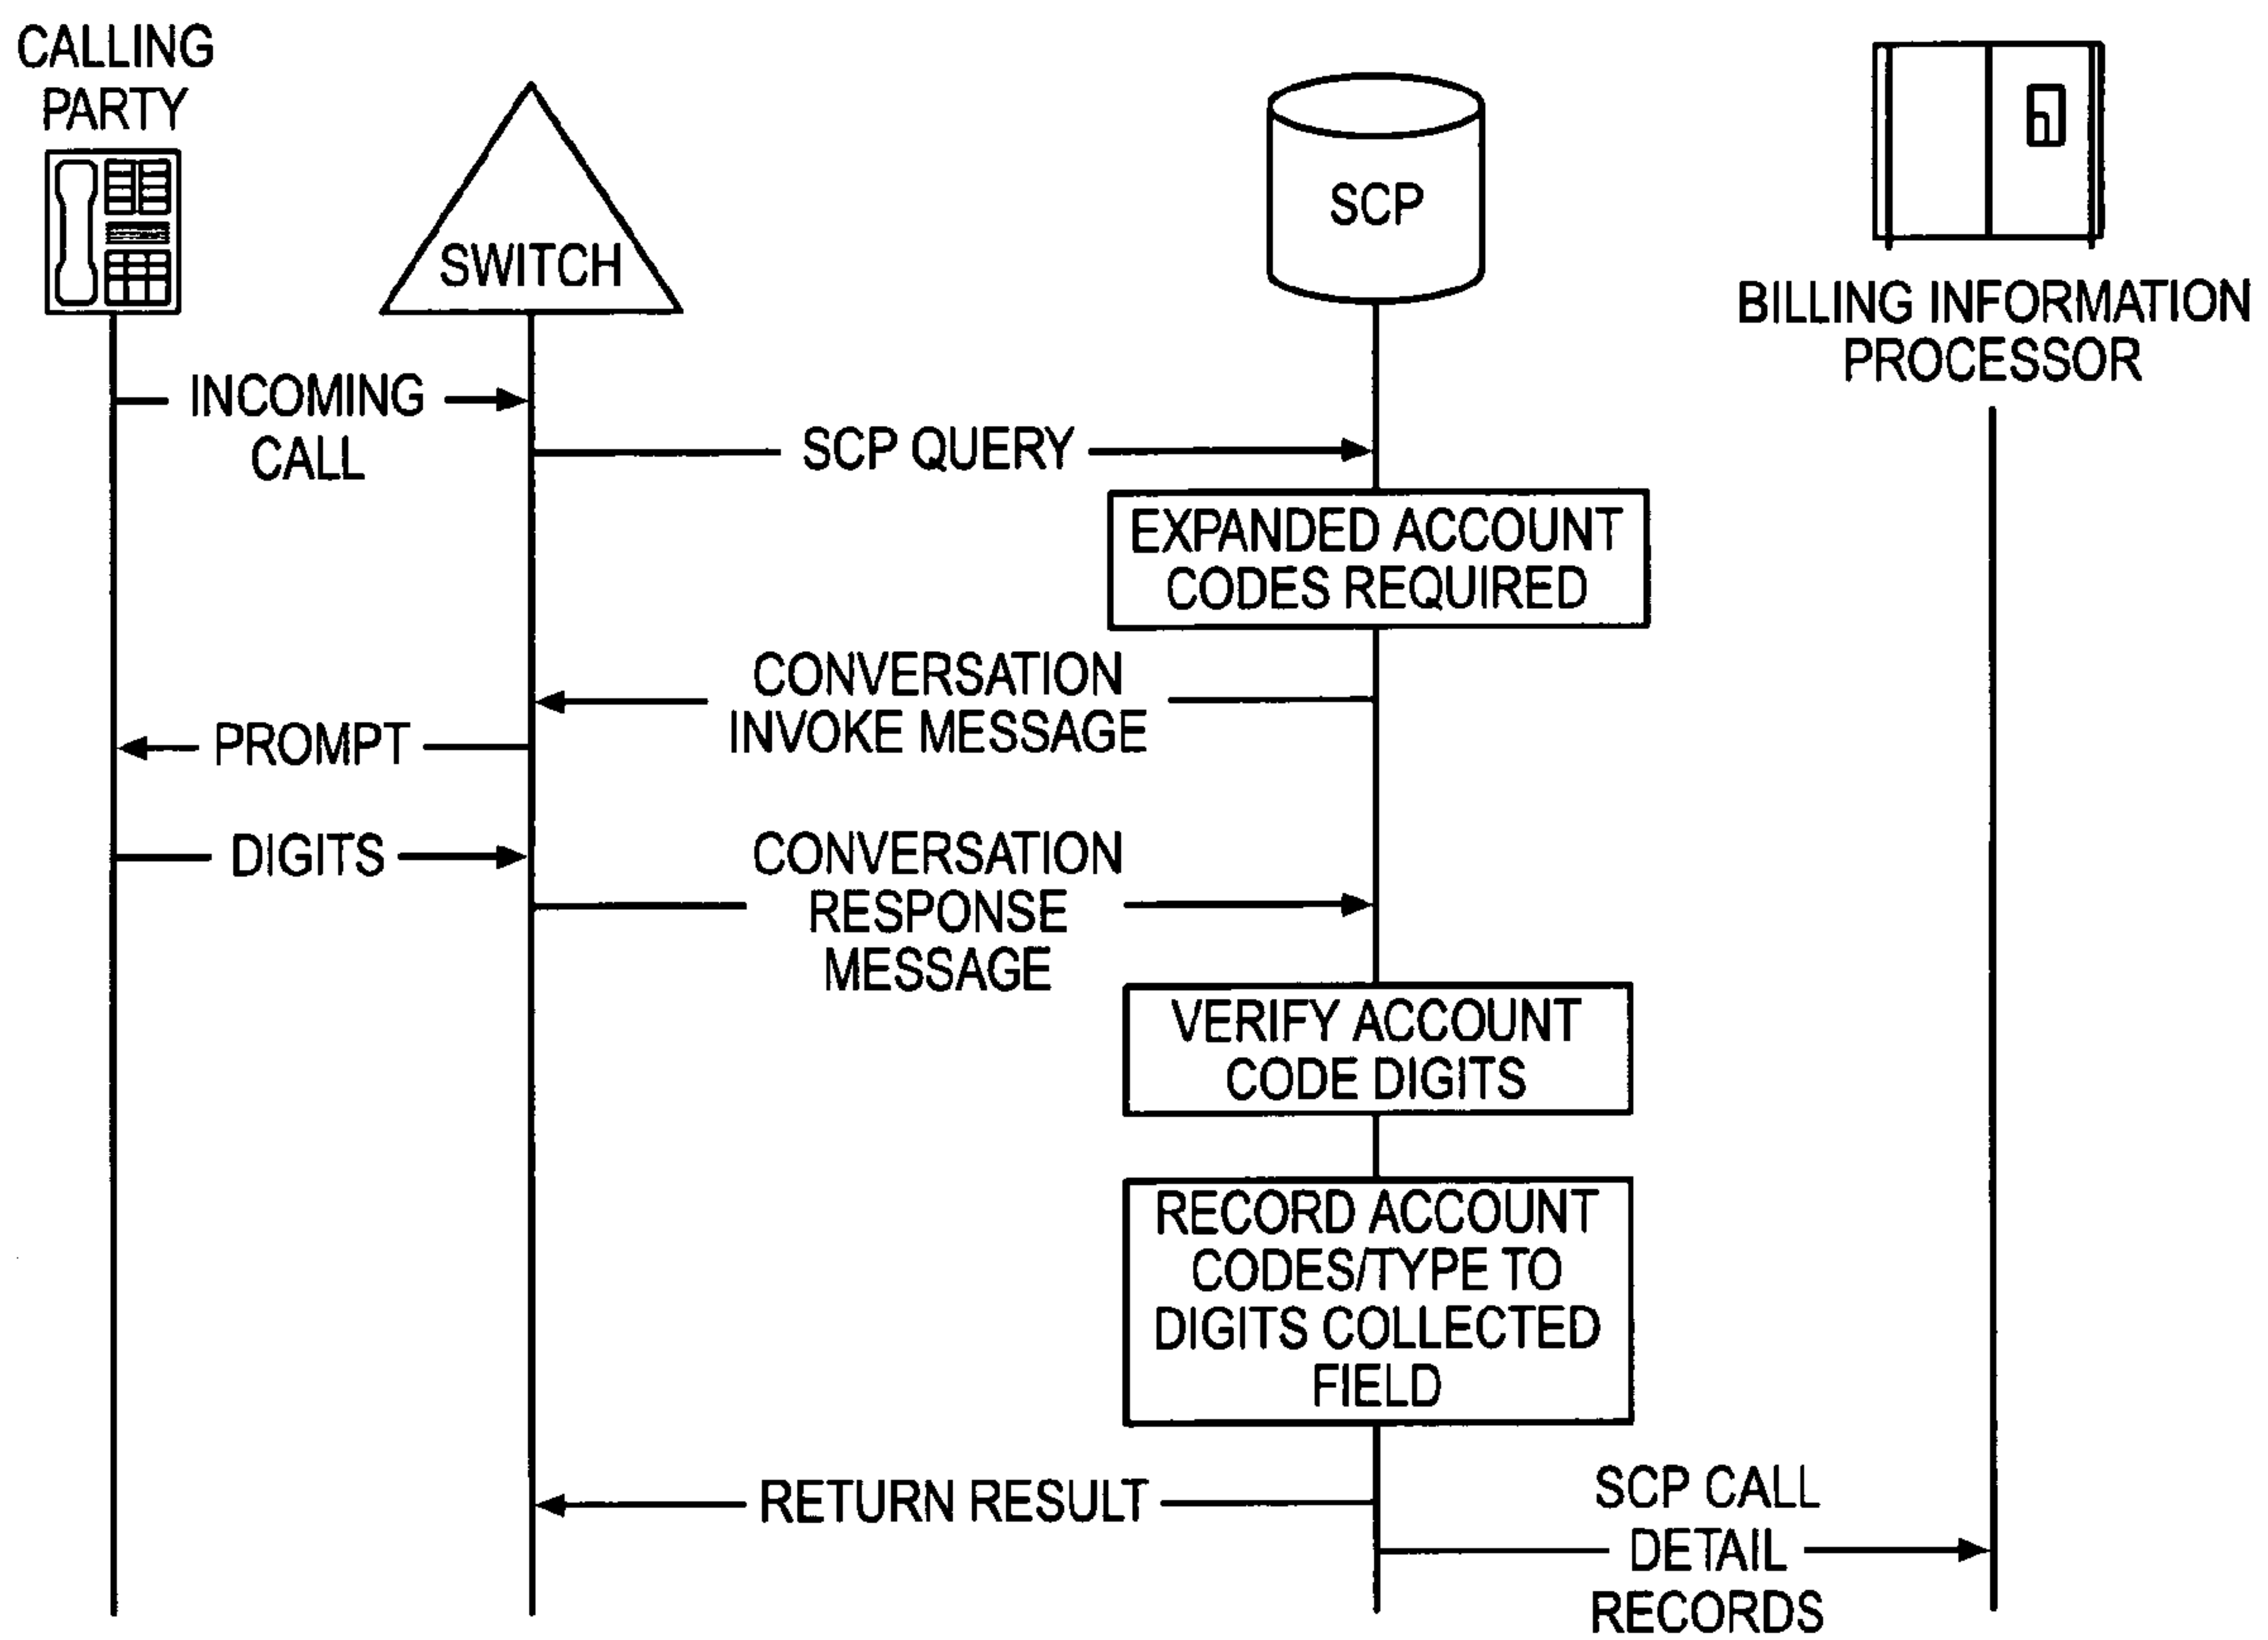 CALLING
PARTY
SWITCH
SCP
BILLING INFORMATION
PROCESSOR
INCOMING
CALL
SCP QUERY
EXPANDED ACCOUNT
CODES REQUIRED
CONVERSATION
INVOKE MESSAGE
PROMPT
DIGITS
CONVERSATION
RESPONSE
MESSAGE
VERIFY ACCOUNT
CODE DIGITS
RECORD ACCOUNT
CODES/TYPE TO
DIGITS COLLECTED
FIELD
RETURN RESULT
SCP CALL
DETAIL
RECORDS